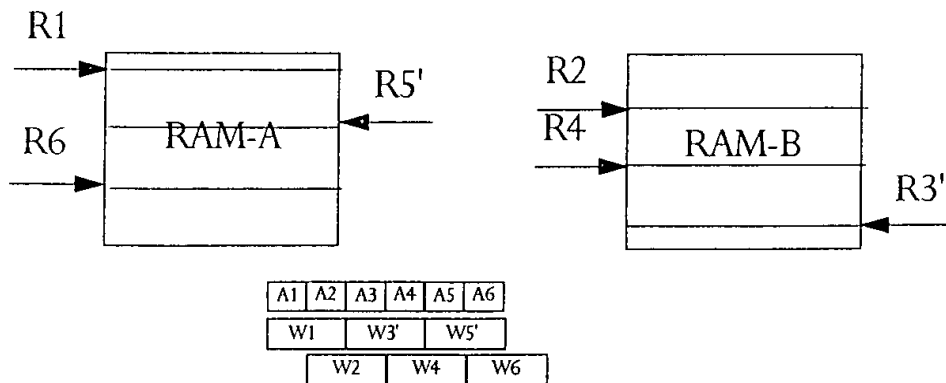 R1
R5'
R6
RAM-A
R2
R4
RAM-B
R3'
A1 A2 A3 A4 A5 A6
W1 W3' W5'
W2 W4 W6